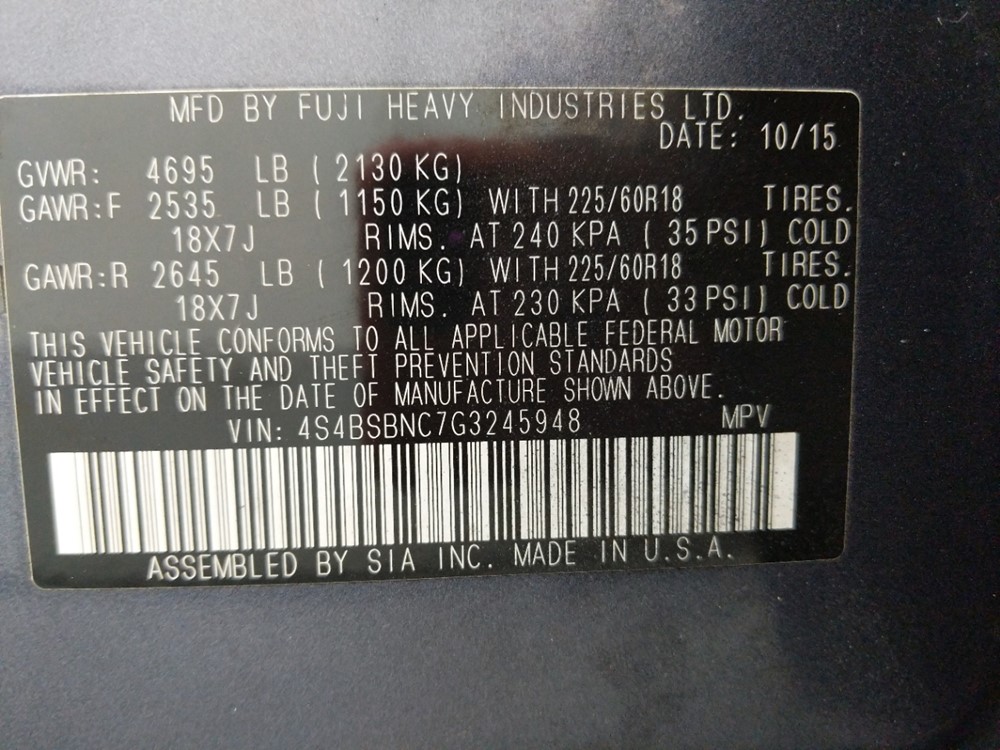 MFD BY FUJI HEAVY INDUSTRIES LTD.
DATE: 10/15
GVWR: 4695 LB ( 2130 KG)
GAWR:F 2535 LB ( 1150 KG) WITH 225/60R18 TIRES.
18X7J RIMS. AT 240 KPA ( 35 PSI) COLD
GAWR:R 2645 LB ( 1200 KG) WITH 225/60R18 TIRES.
18X7J RIMS. AT 230 KPA ( 33 PSI) COLD
THIS VEHICLE CONFORMS TO ALL APPLICABLE FEDERAL MOTOR
VEHICLE SAFETY AND THEFT PREVENTION STANDARDS
IN EFFECT ON THE DATE OF MANUFACTURE SHOWN ABOVE.
VIN: 4S4BSBNC7G3245948 MPV
ASSEMBLED BY SIA INC. MADE IN U.S.A.